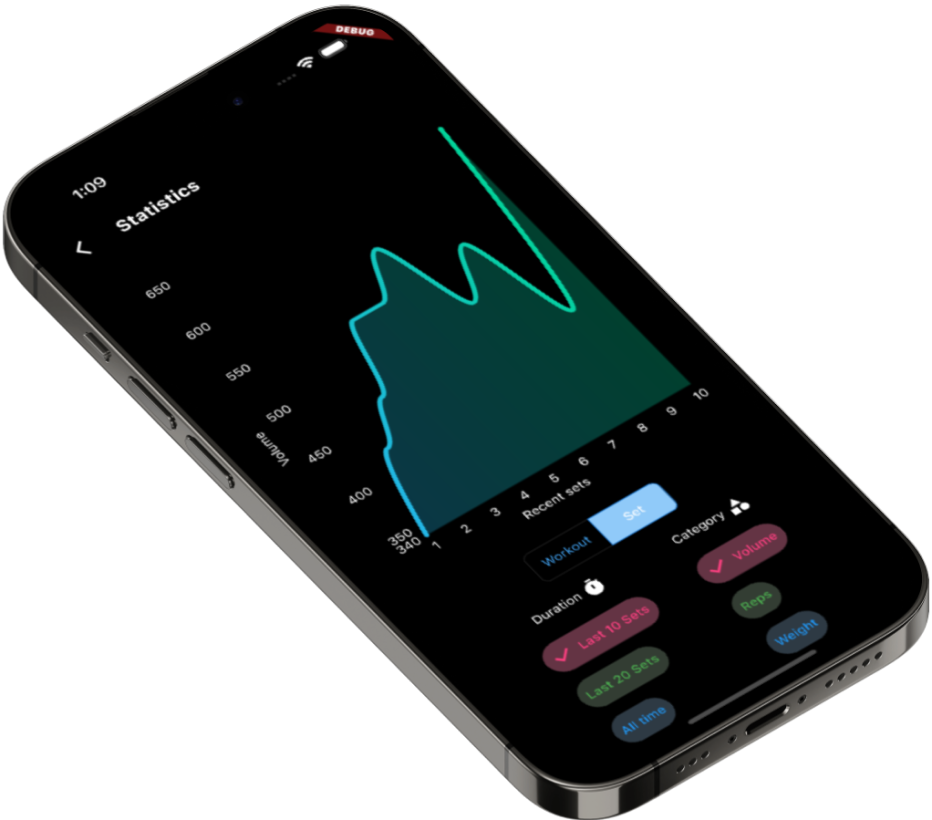 DEBUG
1:09
Statistics
650
600
550
500
450
400
350
340
Volume
1 2 3 4 5 6 7 8 9 10
Recent sets
Workout Set
Duration
Last 10 Sets
Last 20 Sets
All time
Category
Volume
Reps
Weight